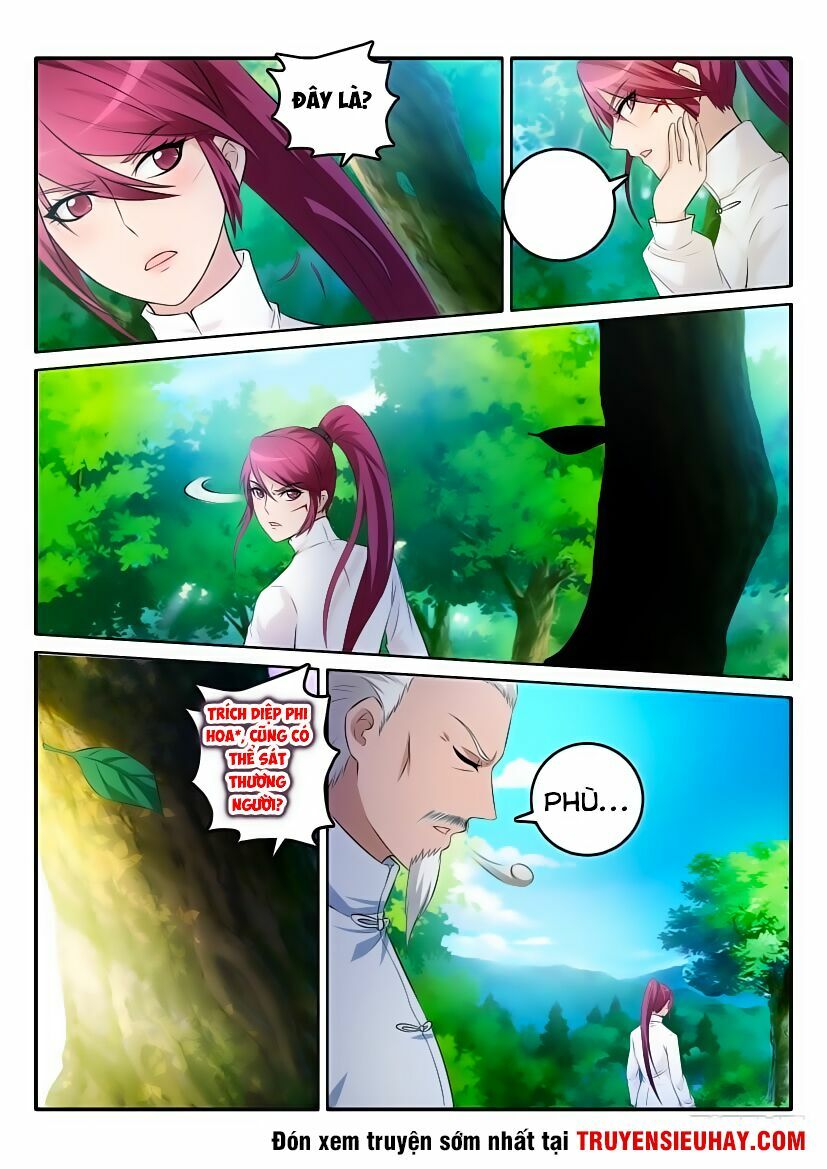 ĐÂY LÀ?
TRÍCH DIỆP PHI
HOA*, CŨNG CÓ
THỂ SÁT
THƯƠNG
NGƯỜI?
PHÙ...
Đón xem truyện sớm nhất tại TRUYENSIEUHAY.COM